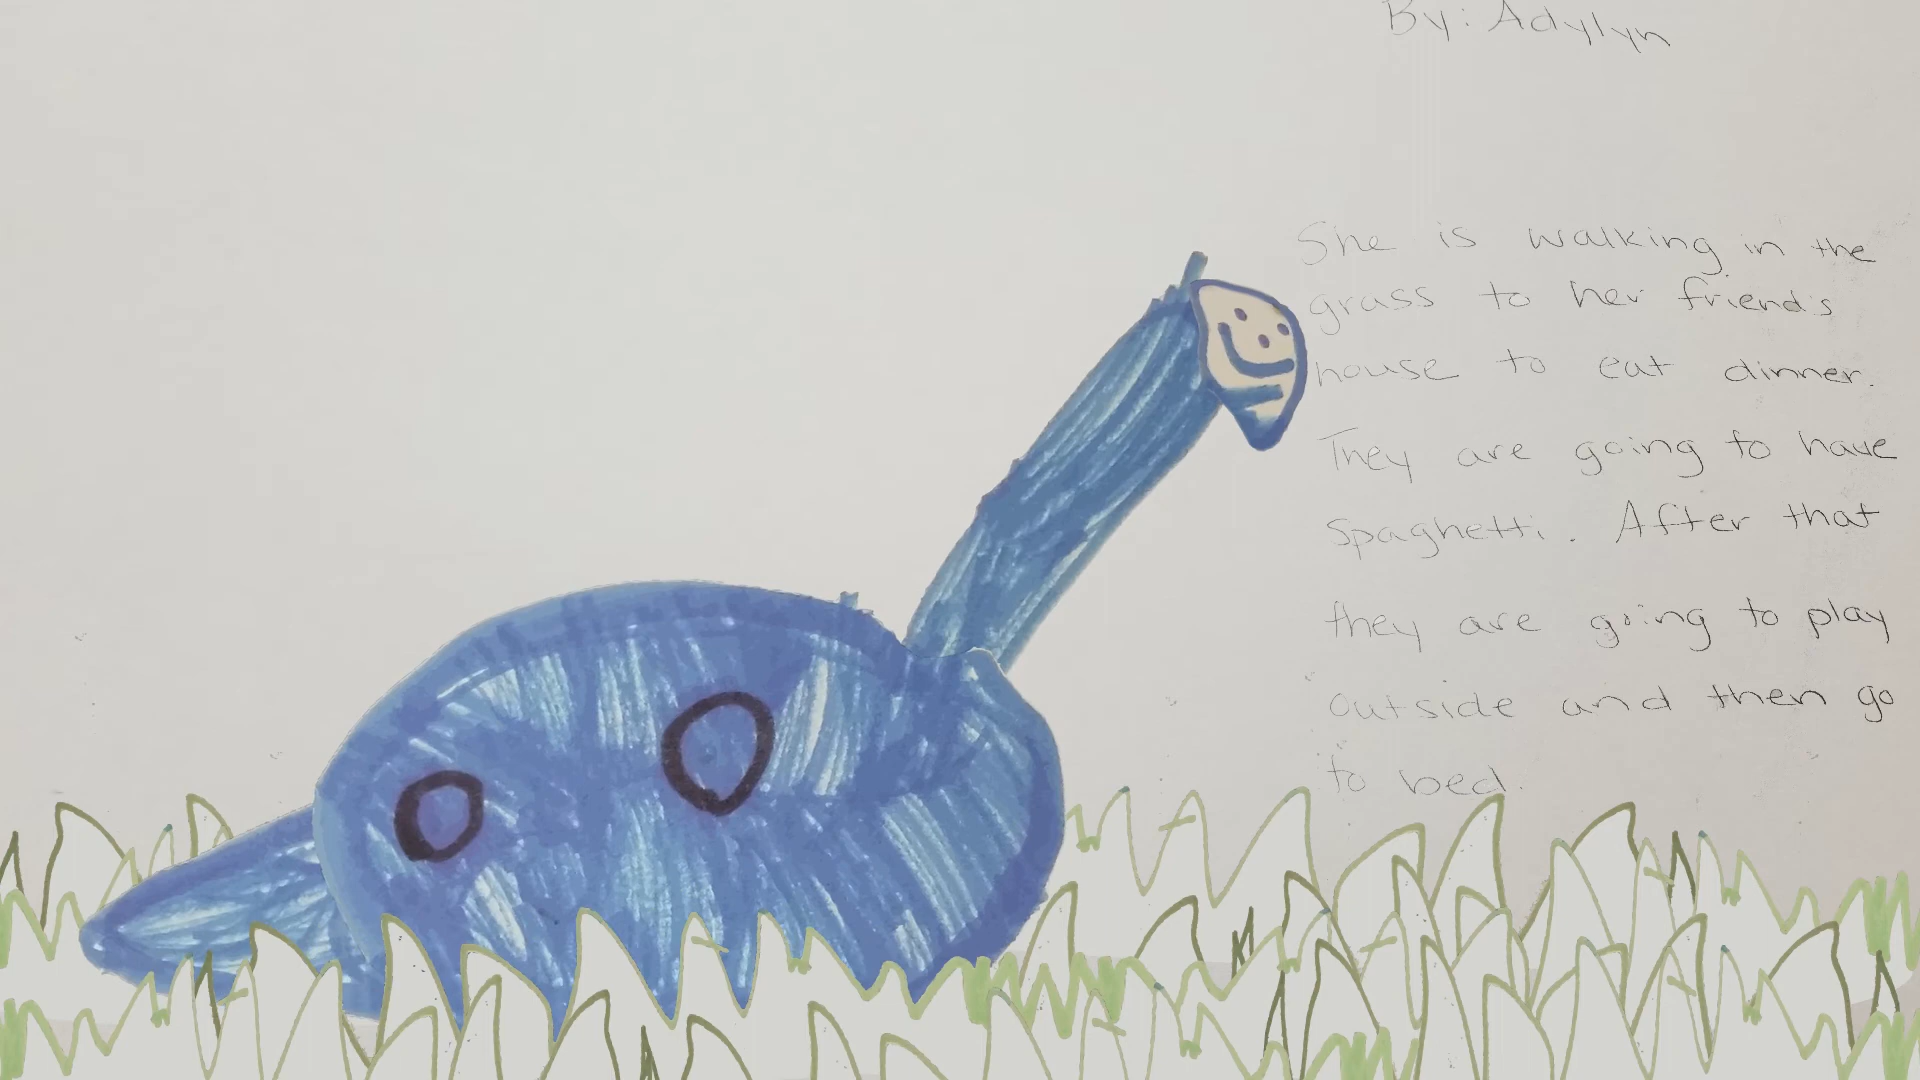 By: Adylyn
She is walking in the
grass to her friend's
house to eat dinner.
They are going to have
spaghetti. After that
they are going to play
outside and then go
to bed.